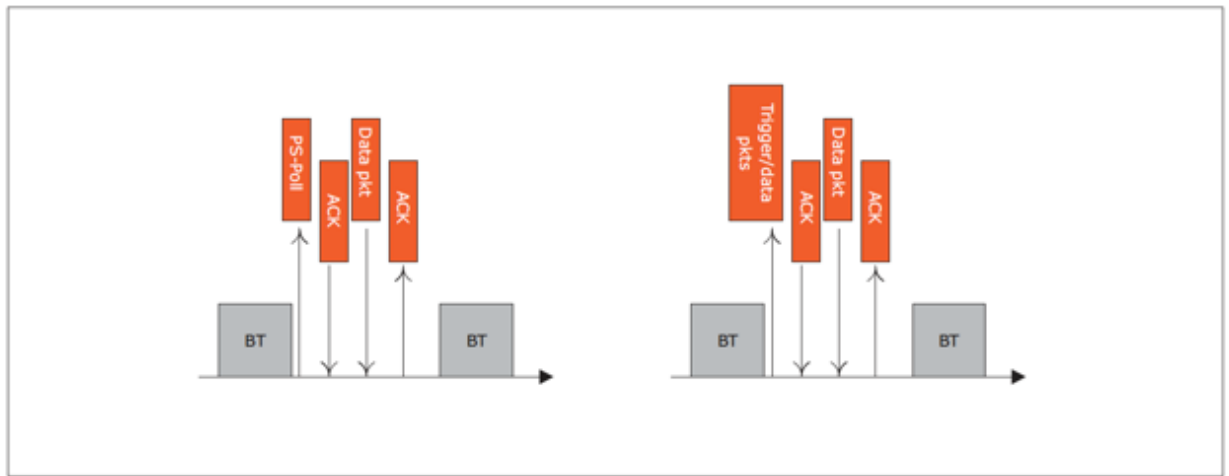 PS-Poll
ACK
Data pkt
ACK
BT
BT
Trigger/data
pkts
ACK
Data pkt
ACK
BT
BT